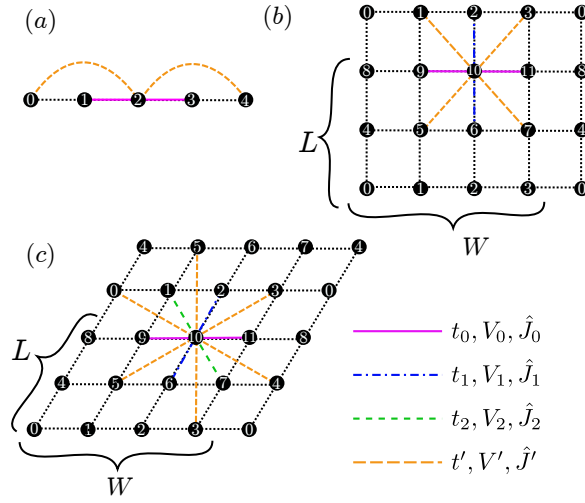 (a)
0 1 2 3 4
(b)
0 1 2 3 0
8 9 10 11 8
4 5 6 7 4
0 1 2 3 0
L
W
(c)
4 5 6 7 4
0 1 2 3 0
8 9 10 11 8
4 5 6 7 4
0 1 2 3 0
L
W
t₀, V₀, Ĵ₀
t₁, V₁, Ĵ₁
t₂, V₂, Ĵ₂
t′, V′, Ĵ′